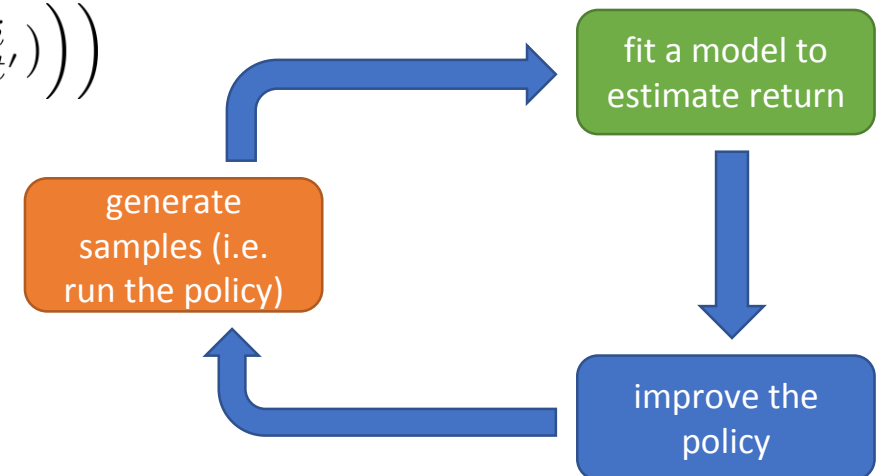 t′))) 
fit a model to
estimate return
generate
samples (i.e.
run the policy)
improve the
policy